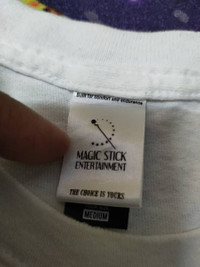 MAGIC STICK
ENTERTAINMENT
THE CHOICE IS YOURS
MEDIUM